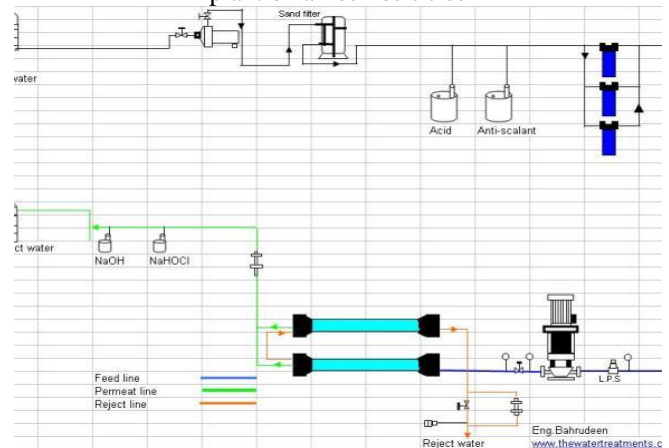 Sand filter
water
Acid
Anti-scalant
ct water
NaOH
NaHOCl
Feed line
Permeat line
Reject line
L.P.S
Reject water
Eng.Bahrudeen
www.thewatertreatments.c